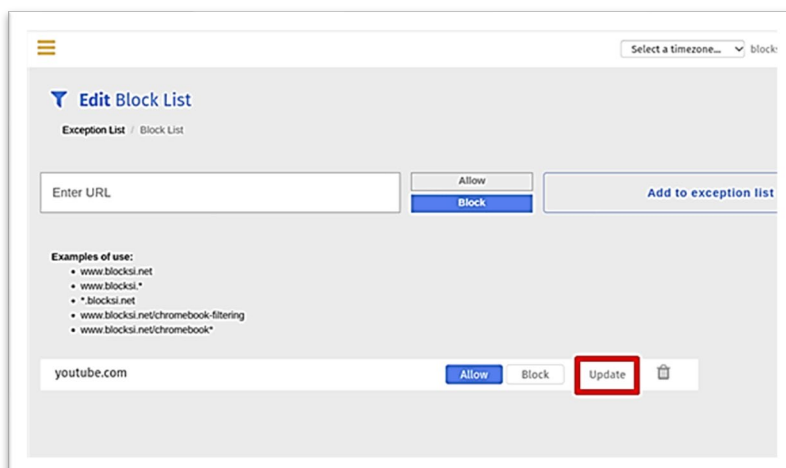 Select a timezone... block
Edit Block List
Exception List / Block List
Enter URL
Allow
Block
Add to exception list
Examples of use:
• www.blocksi.net
• www.blocksi.*
• *.blocksi.net
• www.blocksi.net/chromebook-filtering
• www.blocksi.net/chromebook*
youtube.com Allow Block Update